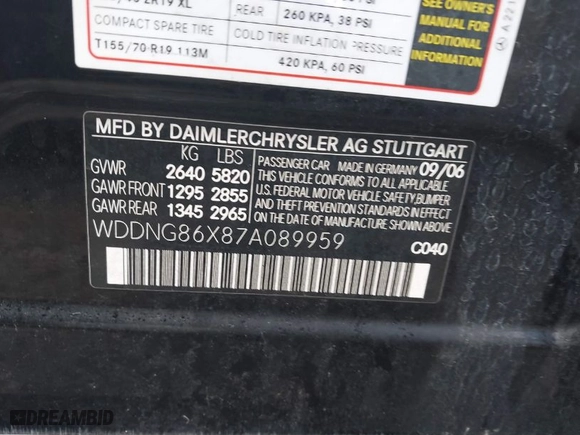 R19 XL
REAR 260 KPA, 38 PSI
COMPACT SPARE TIRE
T155/70 R19 113M
COLD TIRE INFLATION PRESSURE
420 KPA, 60 PSI
SEE OWNER'S
MANUAL FOR
ADDITIONAL
INFORMATION
A 221
MFD BY DAIMLERCHRYSLER AG STUTTGART
KG LBS
GVWR 2640 5820
GAWR FRONT 1295 2855
GAWR REAR 1345 2965
PASSENGER CAR MADE IN GERMANY 09/06
THIS VEHICLE CONFORMS TO ALL APPLICABLE
U.S. FEDERAL MOTOR VEHICLE SAFETY, BUMPER
AND THEFT PREVENTION STANDARDS IN EFFECT
ON THE DATE OF MANUFACTURE SHOWN ABOVE
WDDNG86X87A089959
C040
DREAMBID